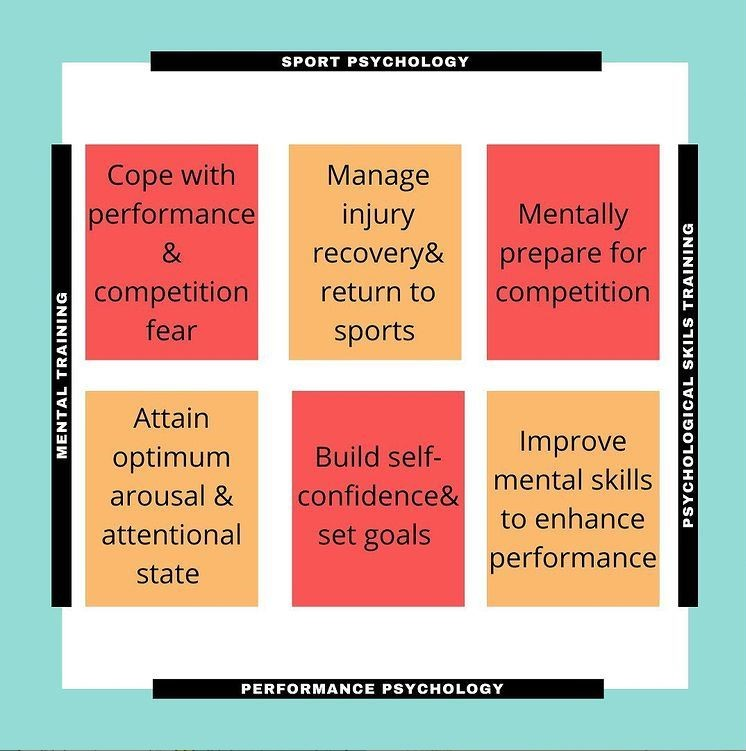 SPORT PSYCHOLOGY
MENTAL TRAINING
Cope with
performance
&
competition
fear
Manage
injury
recovery&
return to
sports
Mentally
prepare for
competition
Attain
optimum
arousal &
attentional
state
Build self-
confidence&
set goals
Improve
mental skills
to enhance
performance
PSYCHOLOGICAL SKILS TRAINING
PERFORMANCE PSYCHOLOGY